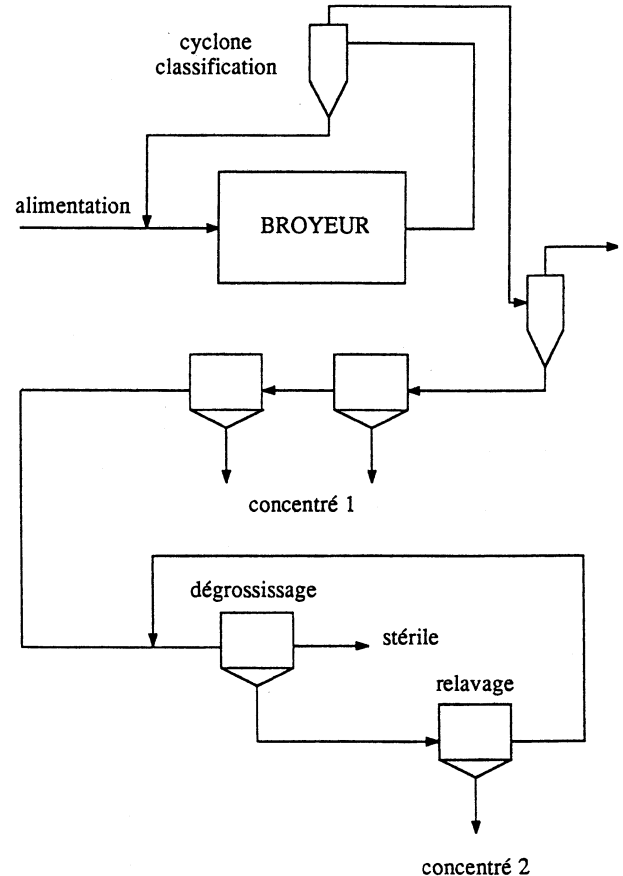 cyclone
classification
alimentation
BROYEUR
concentré 1
dégrossissage
stérile
relavage
concentré 2